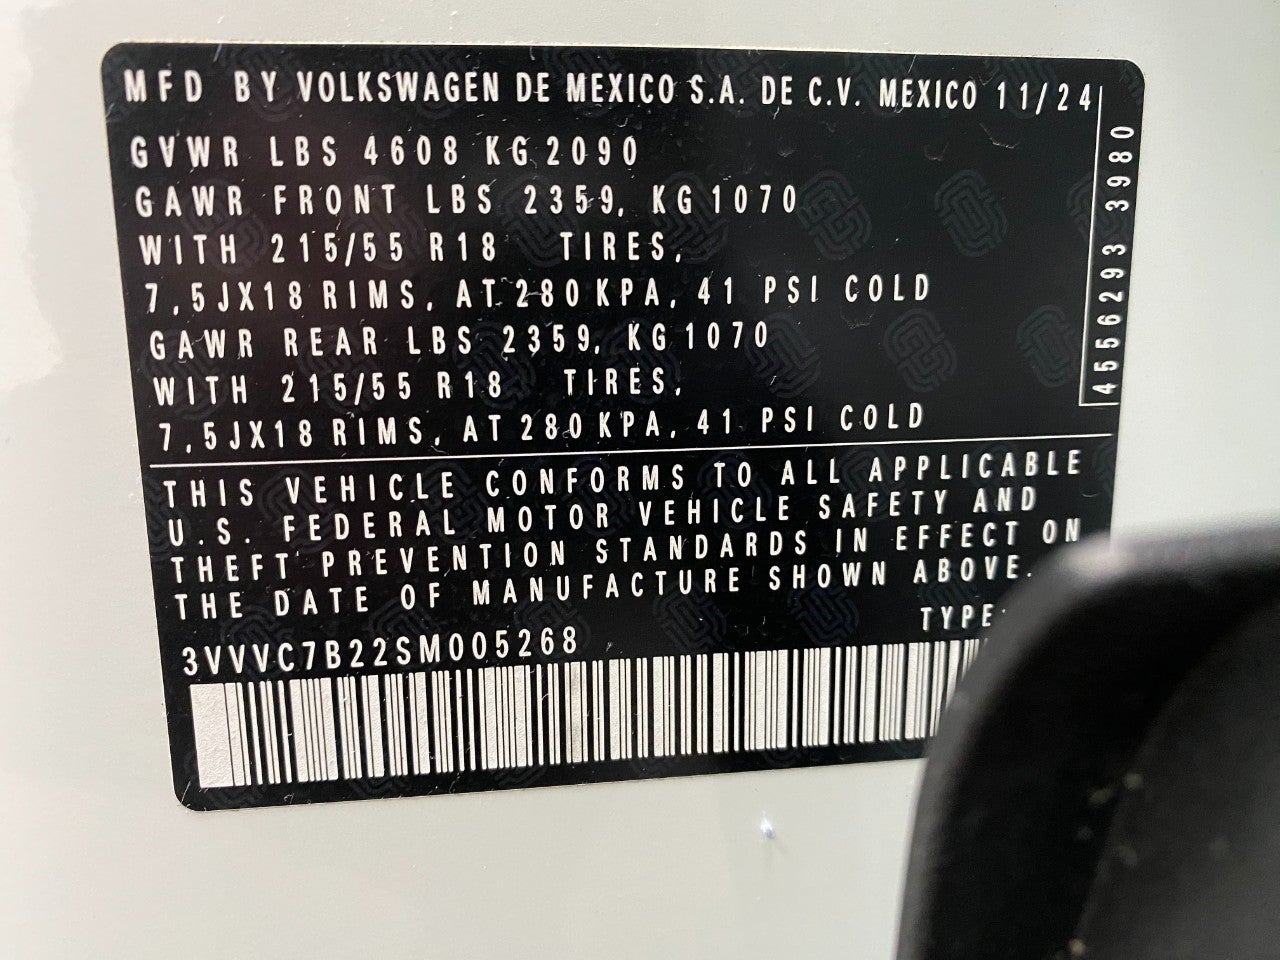 MFD BY VOLKSWAGEN DE MEXICO S.A. DE C.V. MEXICO 11/24
GVWR LBS 4608 KG 2090
GAWR FRONT LBS 2359, KG 1070
WITH 215/55 R18 TIRES,
7,5JX18 RIMS, AT 280 KPA, 41 PSI COLD
GAWR REAR LBS 2359, KG 1070
WITH 215/55 R18 TIRES,
7,5JX18 RIMS, AT 280 KPA, 41 PSI COLD
4556293 3980
THIS VEHICLE CONFORMS TO ALL APPLICABLE
U.S. FEDERAL MOTOR VEHICLE SAFETY AND
THEFT PREVENTION STANDARDS IN EFFECT ON
THE DATE OF MANUFACTURE SHOWN ABOVE.
3VVVC7B22SM005268
TYPE: